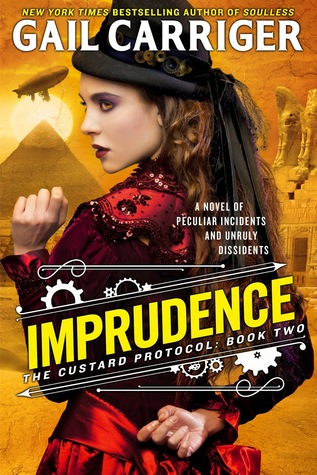 NEW YORK TIMES BESTSELLING AUTHOR OF SOULLESS
GAIL CARRIGER
A NOVEL OF
PECULIAR INCIDENTS
AND UNRULY
DISSIDENTS
IMPRUDENCE
THE CUSTARD PROTOCOL: BOOK TWO